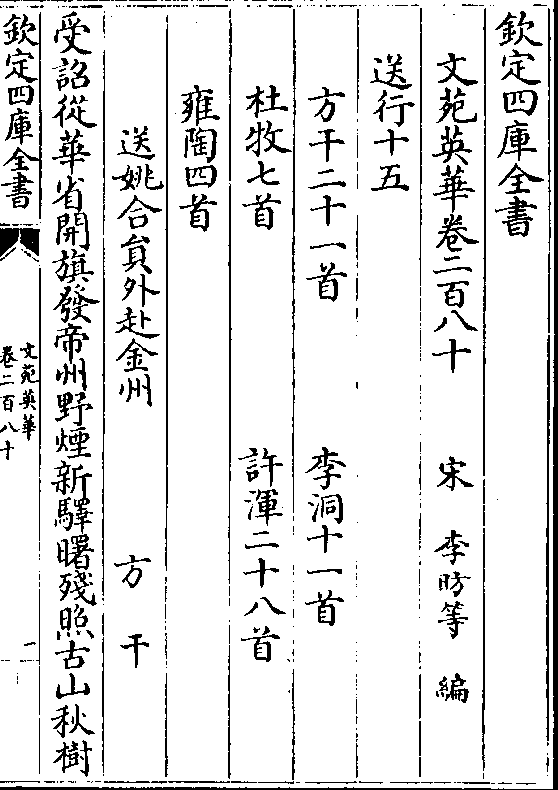 欽定四庫全書
文苑英華卷二百八十 宋 李昉等 編
送行十五
方干二十一首 李洞十一首
杜牧七首 許渾二十八首
雍陶四首
送姚合員外赴金州 方干
受詔從華省開旗發帝州野煙新驛曙殘照古山秋樹
欽定四庫全書
文苑英華
卷二百八十
一